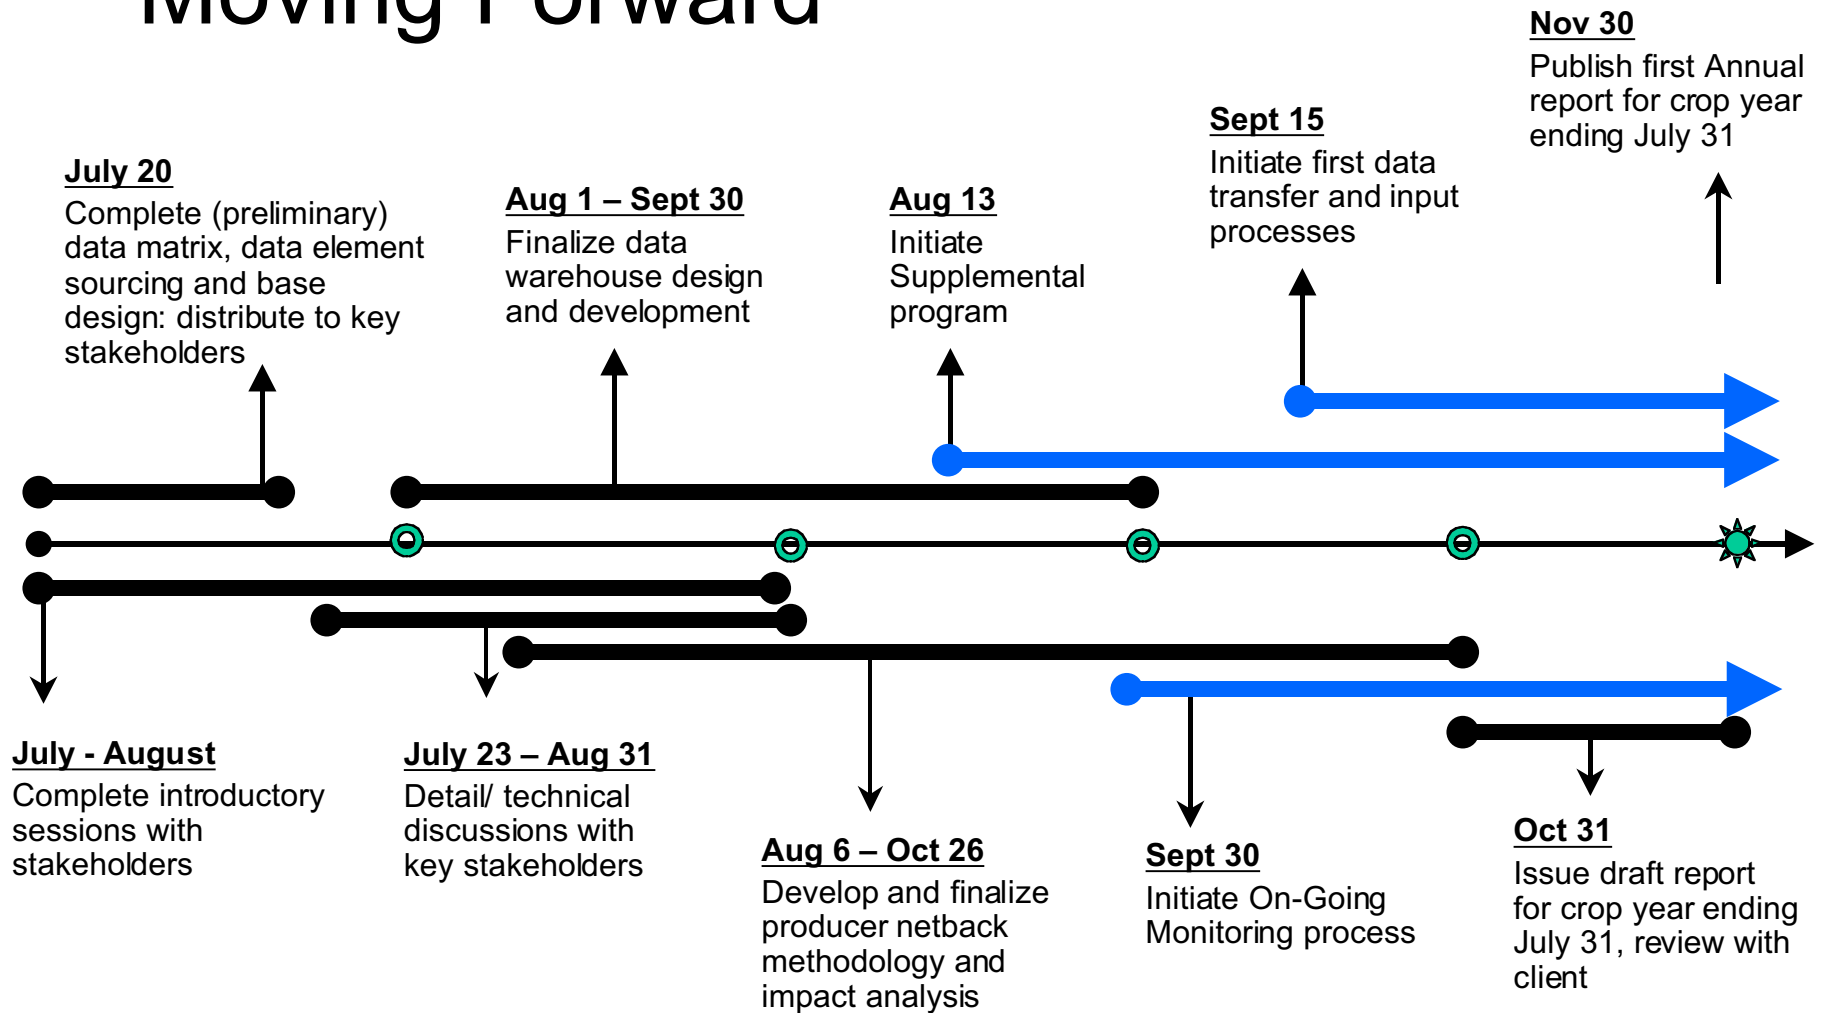 Moving Forward
Nov 30
Publish first Annual
report for crop year
ending July 31
Sept 15
Initiate first data
transfer and input
processes
July 20
Complete (preliminary)
data matrix, data element
sourcing and base
design: distribute to key
stakeholders
Aug 1 – Sept 30
Finalize data
warehouse design
and development
Aug 13
Initiate
Supplemental
program
July - August
Complete introductory
sessions with
stakeholders
July 23 – Aug 31
Detail/ technical
discussions with
key stakeholders
Aug 6 – Oct 26
Develop and finalize
producer netback
methodology and
impact analysis
Sept 30
Initiate On-Going
Monitoring process
Oct 31
Issue draft report
for crop year ending
July 31, review with
client